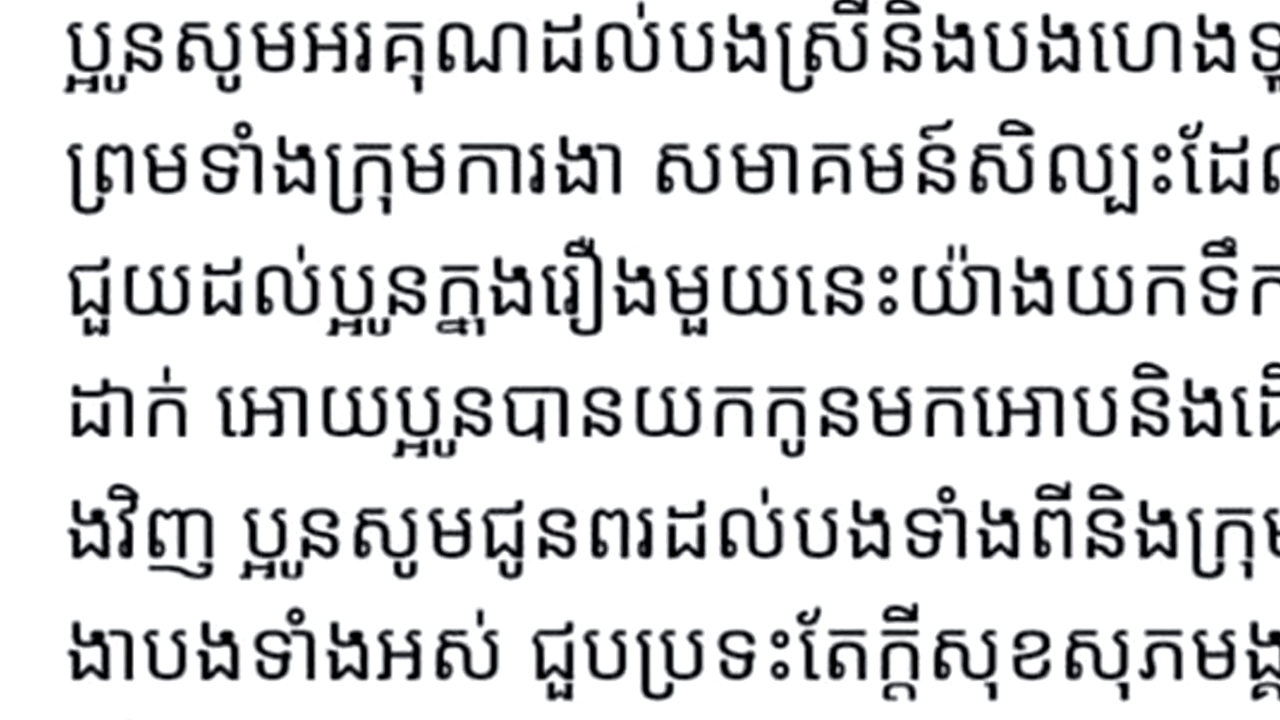 ប្អូនសូមអរគុណដល់បងស្រីនិងបងហេង
ព្រមទាំងក្រុមការងា សមាគមន៍សិល្បះដែល
ជួយដល់ប្អូនក្នុងរឿងមួយនេះយ៉ាងយកទឹក
ដាក់ អោយប្អូនបានយកកូនមកអោបនិងដើ
ងវិញ ប្អូនសូមជូនពរដល់បងទាំងពីនិងក្រុម
ងាបងទាំងអស់ ជួបប្រទះតែក្តីសុខសុភមង្គ